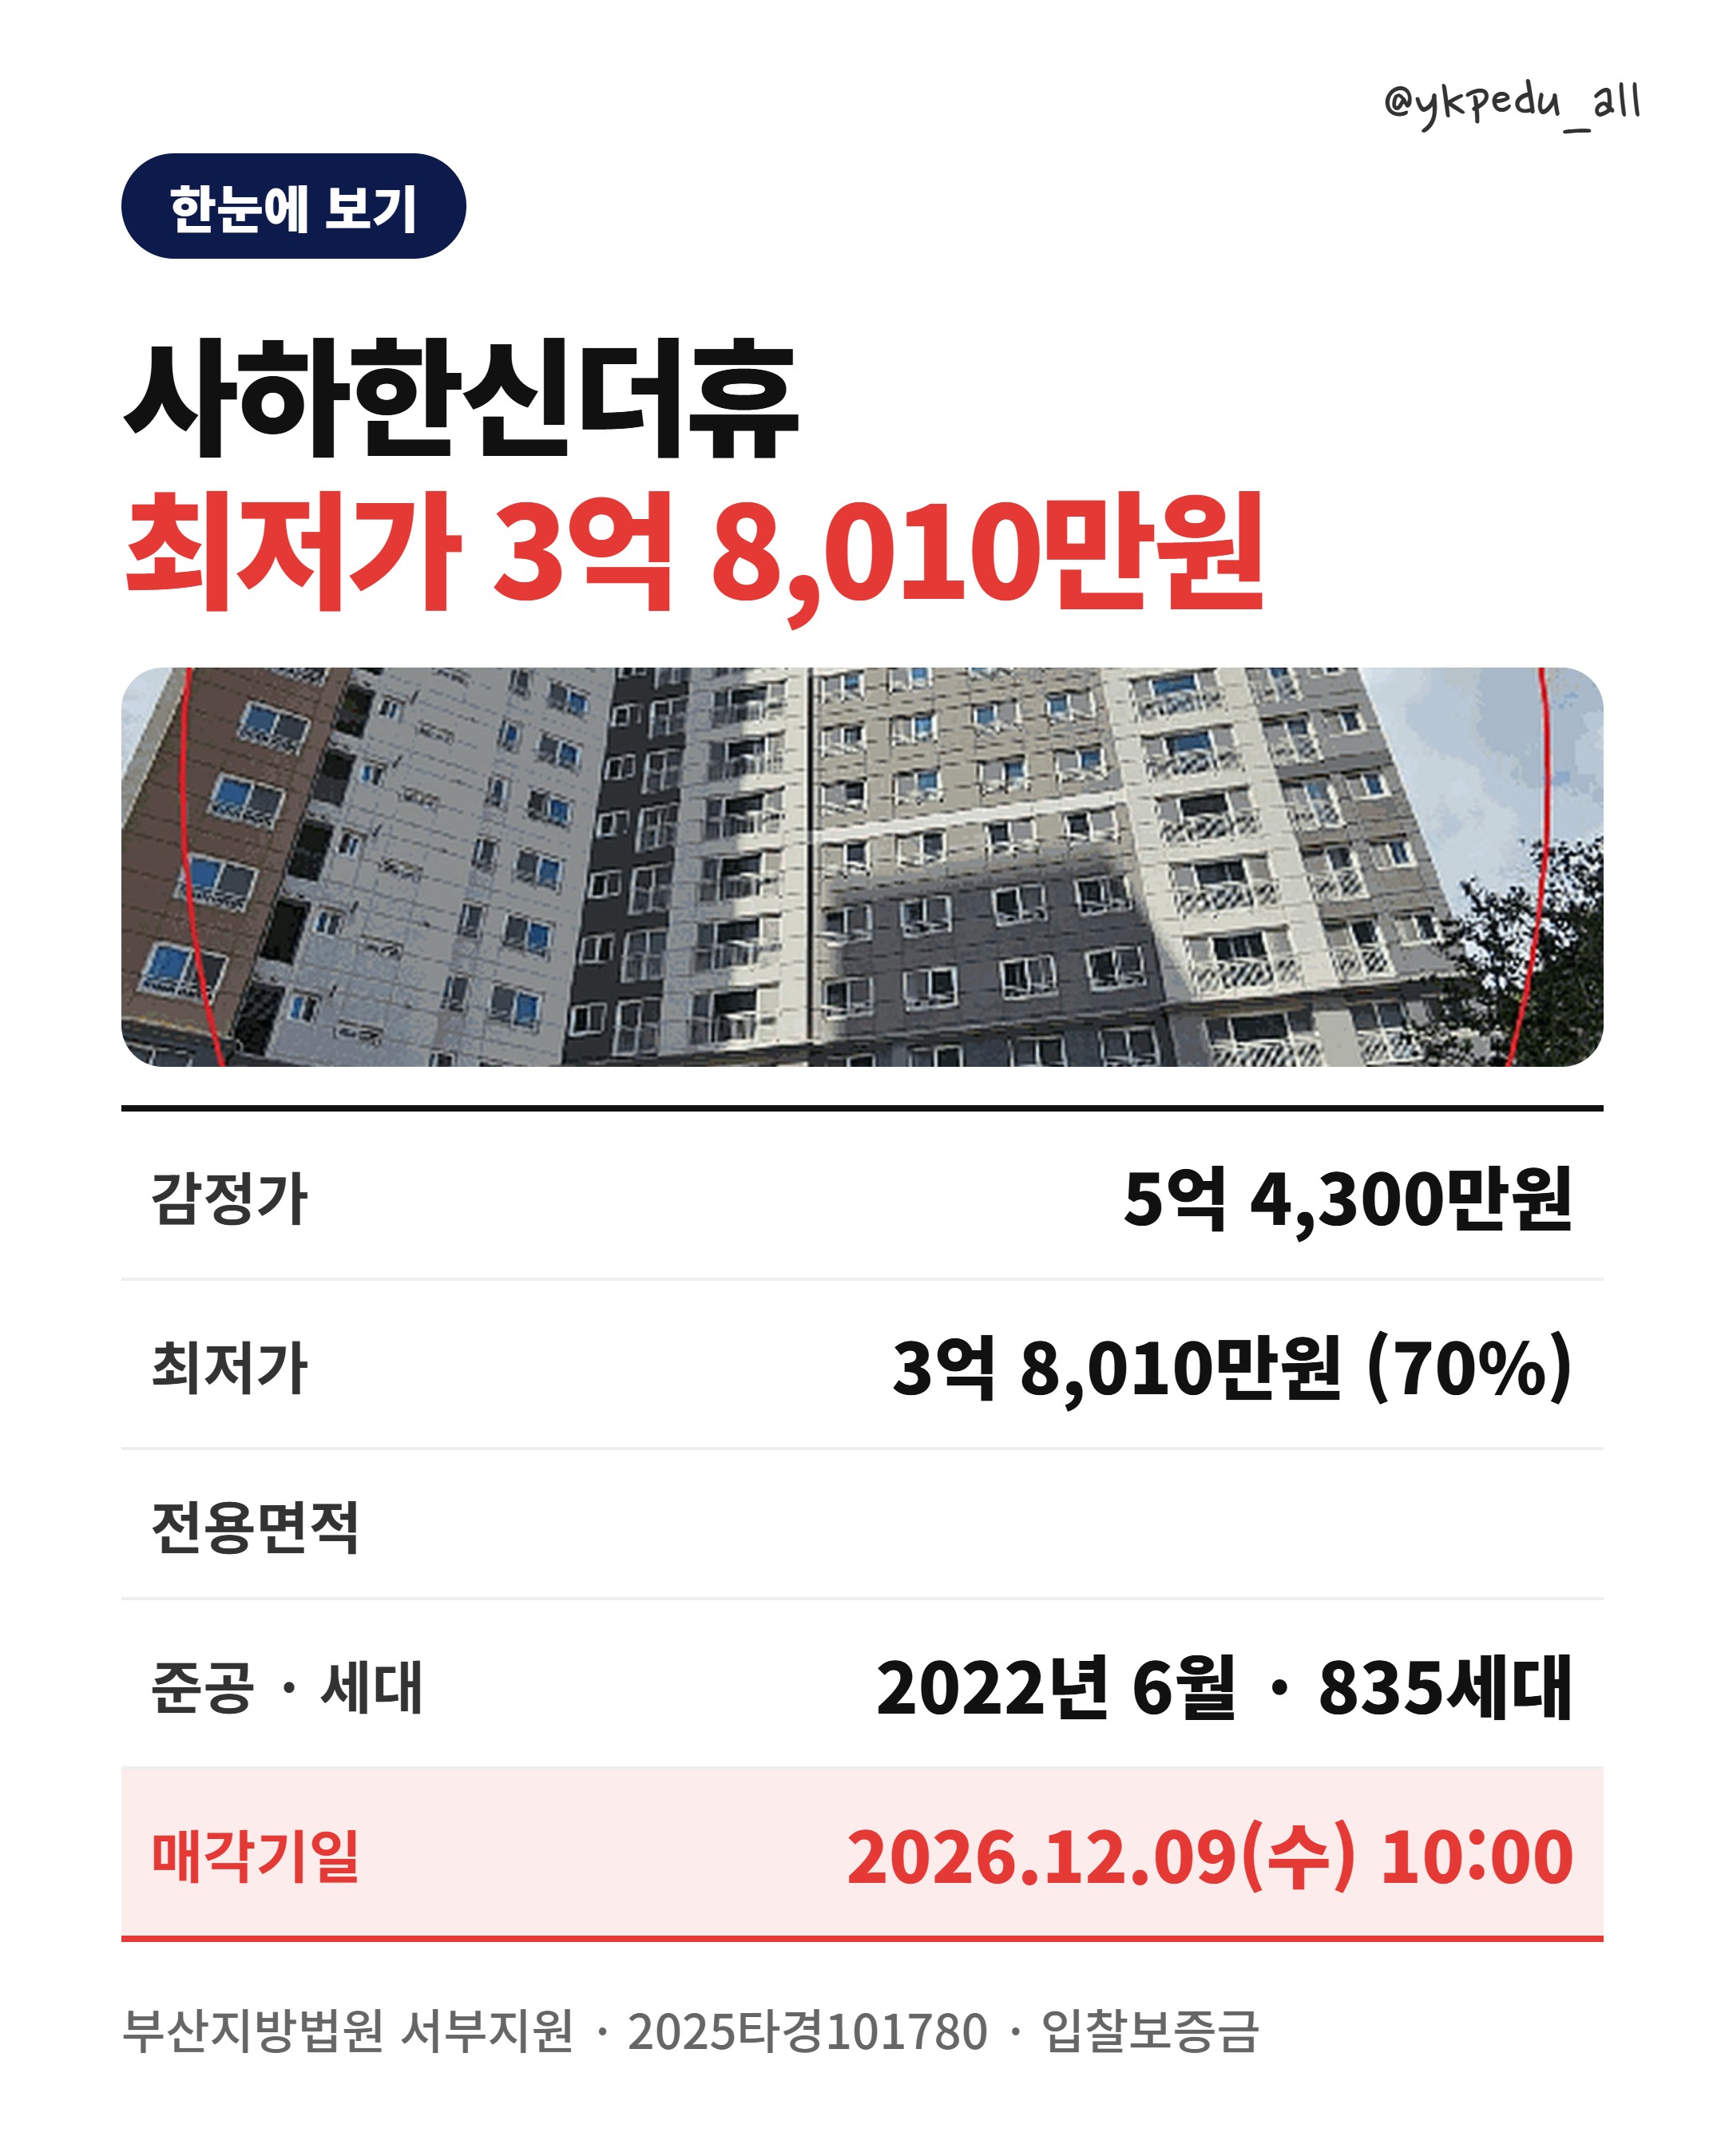 @ykpedu_all
한눈에 보기
사하한신더휴
최저가 3억 8,010만원
감정가 5억 4,300만원
최저가 3억 8,010만원 (70%)
전용면적
준공 · 세대 2022년 6월 · 835세대
매각기일 2026.12.09(수) 10:00
부산지방법원 서부지원 · 2025타경101780 · 입찰보증금